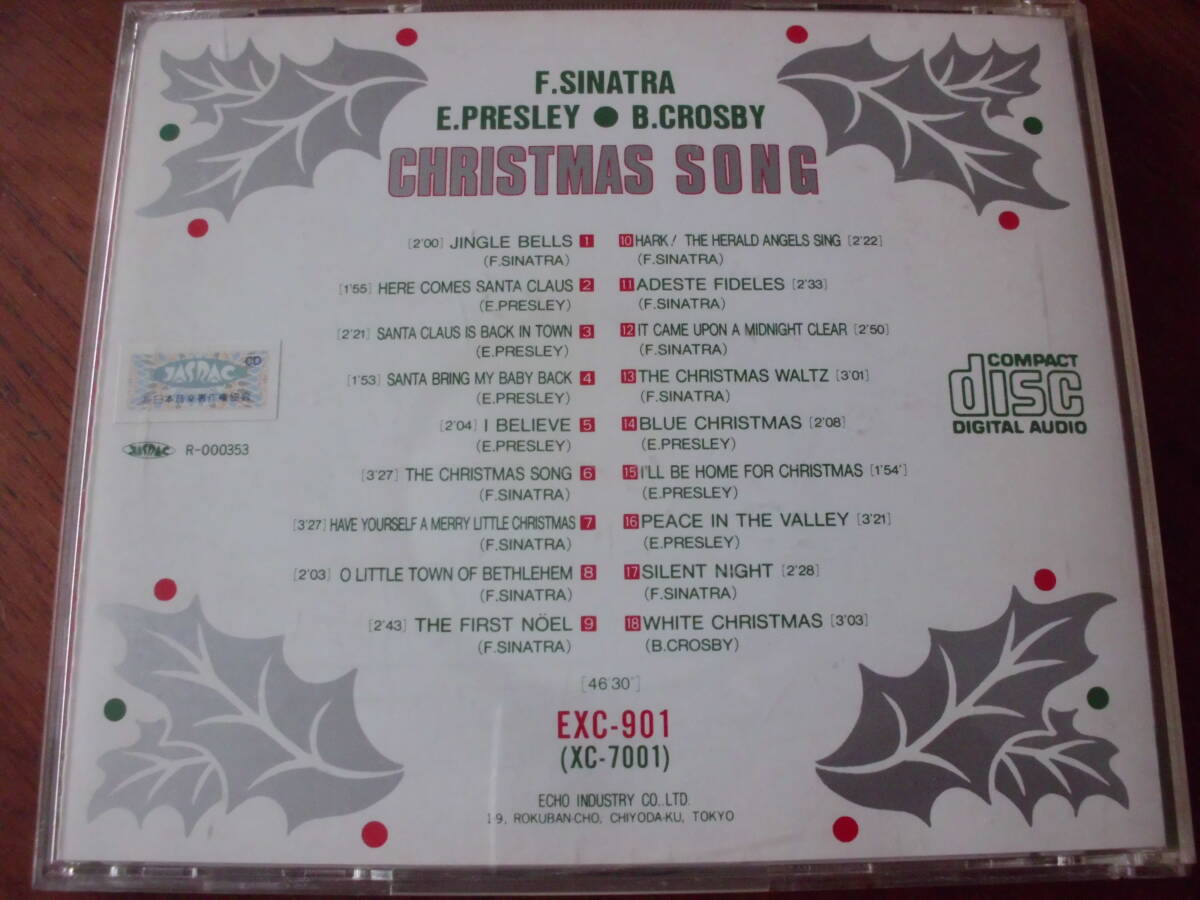 F.SINATRA
E.PRESLEY ● B.CROSBY
CHRISTMAS SONG
[2'00] JINGLE BELLS 1
(F.SINATRA)
[1'55] HERE COMES SANTA CLAUS 2
(E.PRESLEY)
[2'21] SANTA CLAUS IS BACK IN TOWN 3
(E.PRESLEY)
[1'53] SANTA BRING MY BABY BACK 4
(E.PRESLEY)
[2'04] I BELIEVE 5
(E.PRESLEY)
[3'27] THE CHRISTMAS SONG 6
(F.SINATRA)
[3'27] HAVE YOURSELF A MERRY LITTLE CHRISTMAS 7
(F.SINATRA)
[2'03] O LITTLE TOWN OF BETHLEHEM 8
(F.SINATRA)
[2'43] THE FIRST NÖEL 9
(F.SINATRA)
10 HARK! THE HERALD ANGELS SING [2'22]
(F.SINATRA)
11 ADESTE FIDELES [2'33]
(F.SINATRA)
12 IT CAME UPON A MIDNIGHT CLEAR [2'50]
(F.SINATRA)
13 THE CHRISTMAS WALTZ [3'01]
(F.SINATRA)
14 BLUE CHRISTMAS [2'08]
(E.PRESLEY)
15 I'LL BE HOME FOR CHRISTMAS [1'54']
(E.PRESLEY)
16 PEACE IN THE VALLEY [3'21]
(E.PRESLEY)
17 SILENT NIGHT [2'28]
(F.SINATRA)
18 WHITE CHRISTMAS [3'03]
(B.CROSBY)
CD
JASRAC
JASRAC R-000353
COMPACT
disc
DIGITAL AUDIO
[46'30"]
EXC-901
(XC-7001)
ECHO INDUSTRY CO.,LTD.
1-9, ROKUBAN-CHO, CHIYODA-KU, TOKYO